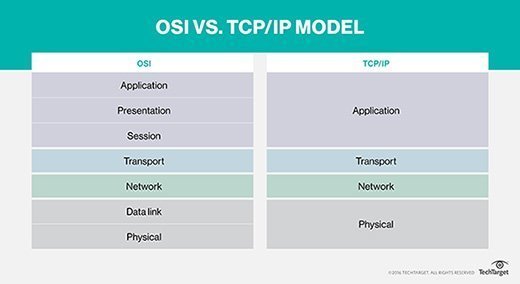 OSI VS. TCP/IP MODEL
OSI
TCP/IP
Application
Presentation
Session
Application
Transport
Transport
Network
Network
Data link
Physical
Physical
©2016 TECHTARGET. ALL RIGHTS RESERVED
TechTarget